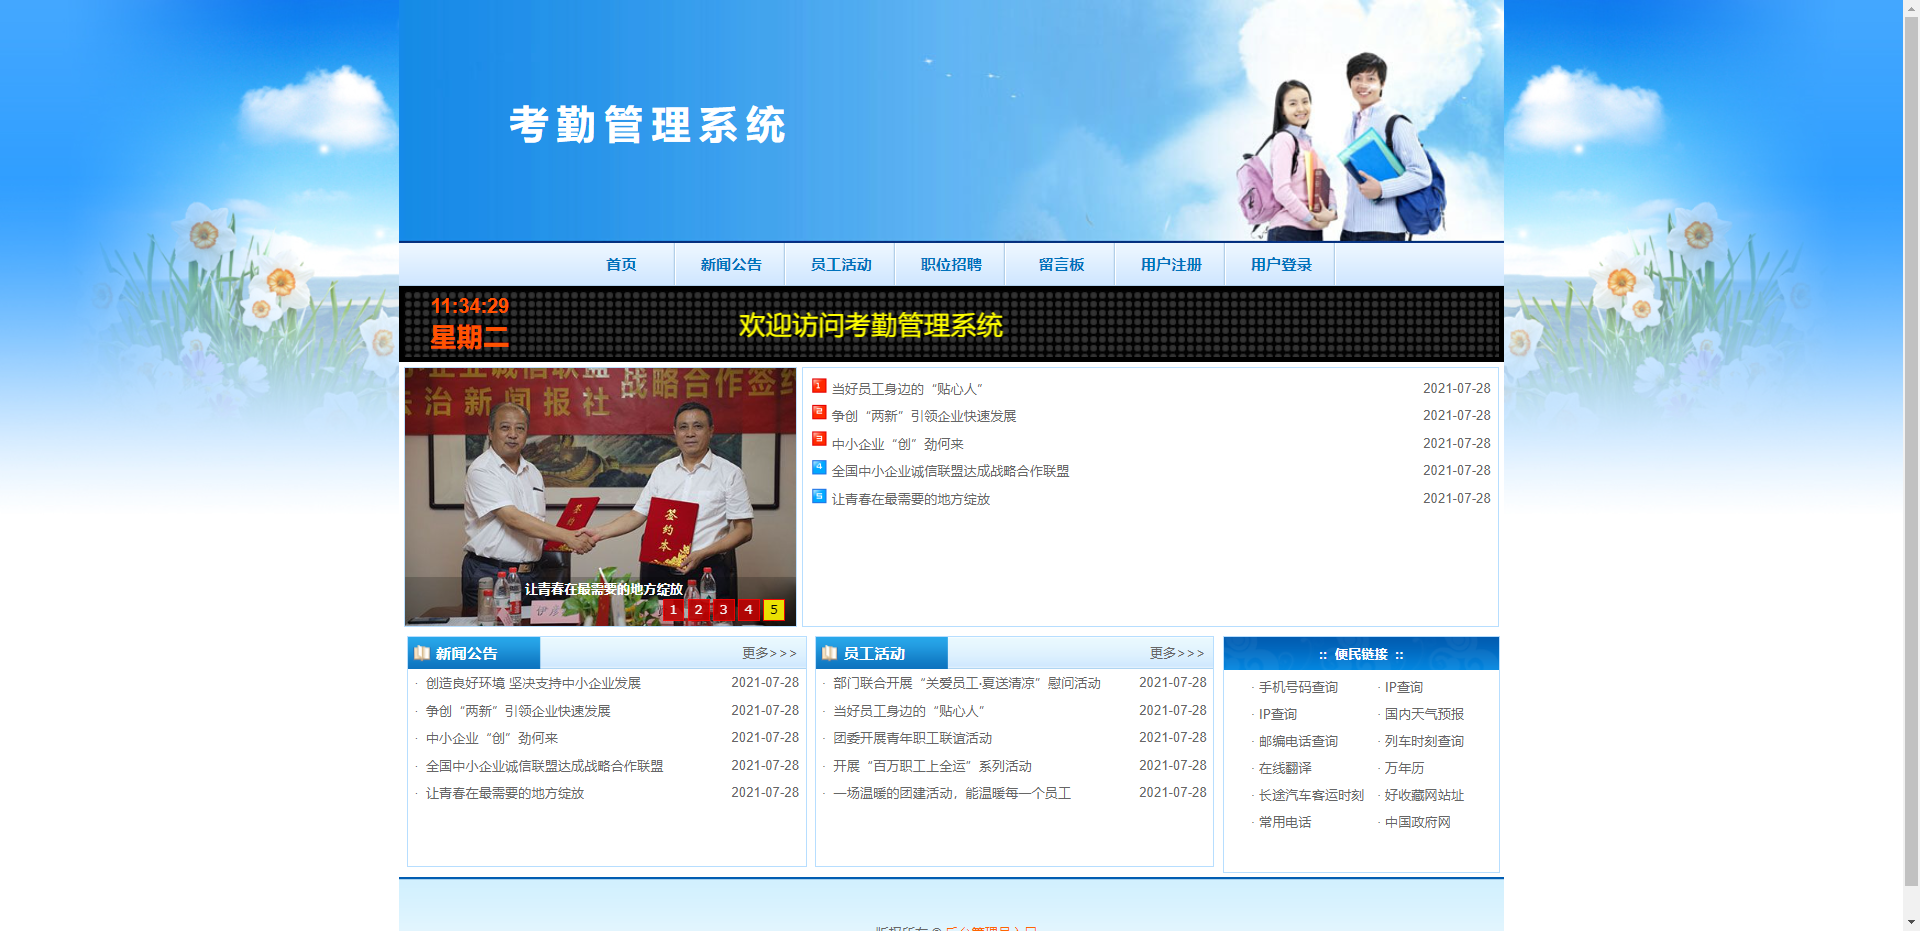 考勤管理系统
首页 新闻公告 员工活动 职位招聘 留言板 用户注册 用户登录
11:34:29
星期二
欢迎访问考勤管理系统
企业诚信联盟 战略合作签约
法治新闻报社
签约本
签约本
让青春在最需要的地方绽放
1 2 3 4 5
1 当好员工身边的“贴心人” 2021-07-28
2 争创“两新”引领企业快速发展 2021-07-28
3 中小企业“创”劲何来 2021-07-28
4 全国中小企业诚信联盟达成战略合作联盟 2021-07-28
5 让青春在最需要的地方绽放 2021-07-28
新闻公告 更多>>>
· 创造良好环境 坚决支持中小企业发展 2021-07-28
· 争创“两新”引领企业快速发展 2021-07-28
· 中小企业“创”劲何来 2021-07-28
· 全国中小企业诚信联盟达成战略合作联盟 2021-07-28
· 让青春在最需要的地方绽放 2021-07-28
员工活动 更多>>>
· 部门联合开展“关爱员工·夏送清凉”慰问活动 2021-07-28
· 当好员工身边的“贴心人” 2021-07-28
· 团委开展青年职工联谊活动 2021-07-28
· 开展“百万职工上全运”系列活动 2021-07-28
· 一场温暖的团建活动，能温暖每一个员工 2021-07-28
:: 便民链接 ::
· 手机号码查询 · IP查询
· IP查询 · 国内天气预报
· 邮编电话查询 · 列车时刻查询
· 在线翻译 · 万年历
· 长途汽车客运时刻 · 好收藏网站址
· 常用电话 · 中国政府网